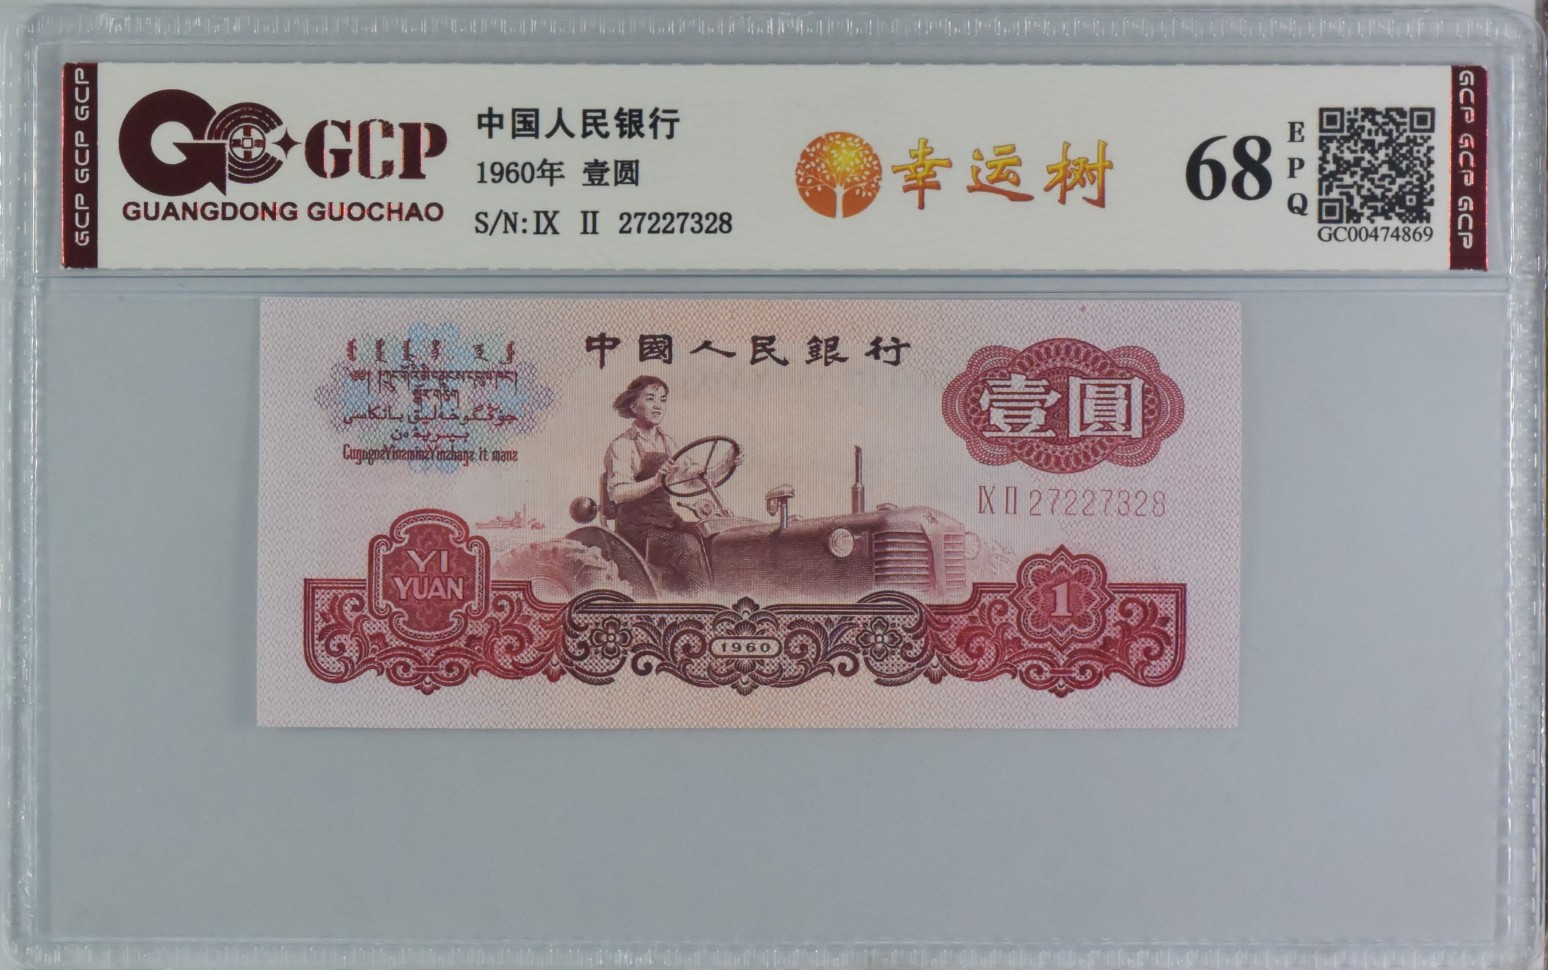 GCP GCP GCP
GCP
GUANGDONG GUOCHAO
中国人民银行
1960年 壹圆
S/N: IX II 27227328
幸运树
68
EPQ
GC00474869
GCP GCP GCP
中國人民銀行
壹圓
IX II 27227328
YI
YUAN
1960
1